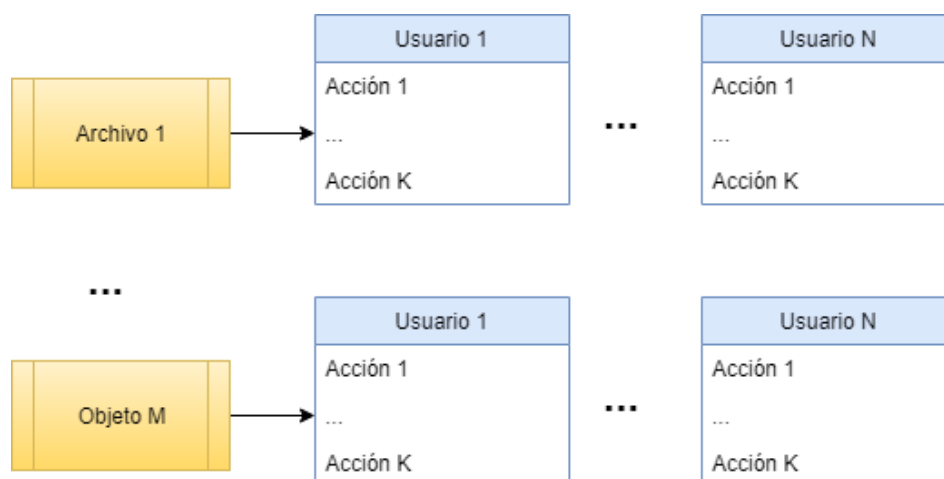 Usuario 1
Usuario N
Archivo 1
Acción 1
...
Acción K
...
Acción 1
...
Acción K
...
Usuario 1
Usuario N
Objeto M
Acción 1
...
Acción K
...
Acción 1
...
Acción K